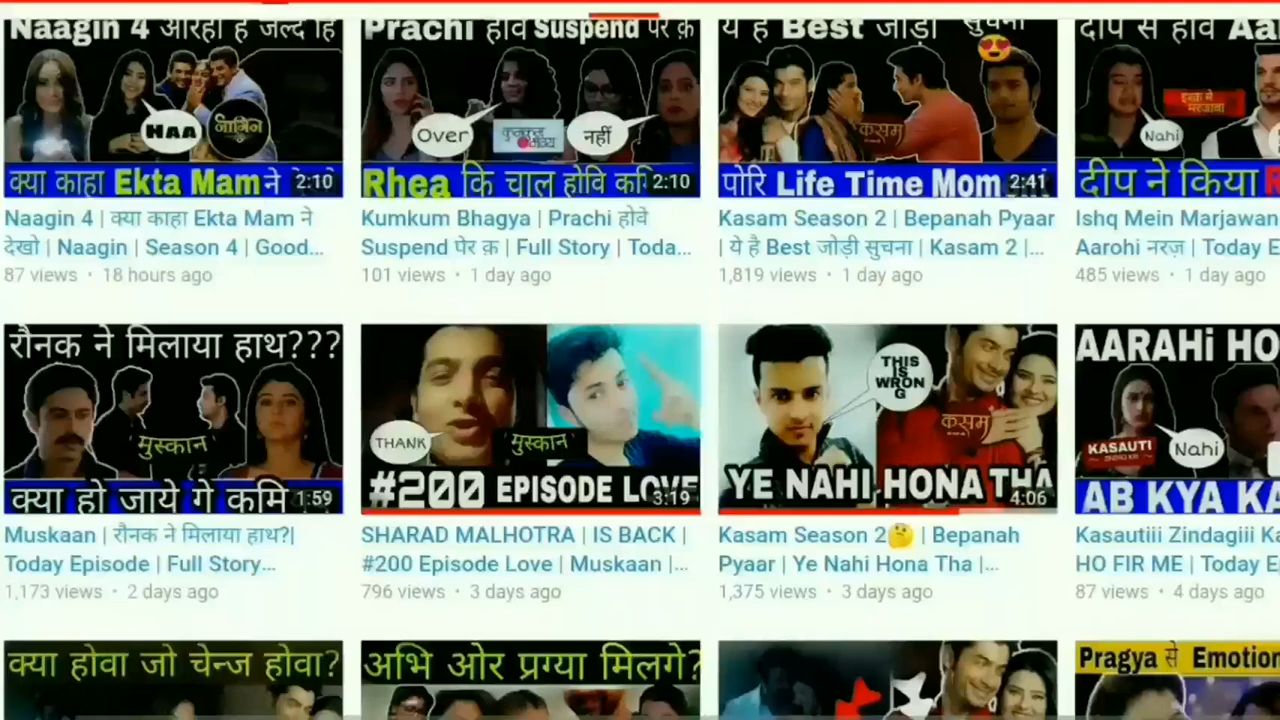 Naagin 4 आरही ह जल्द हि
HAA
नागिन
क्या काहा Ekta Mam ने
2:10
Naagin 4 | क्या काहा Ekta Mam ने
देखो | Naagin | Season 4 | Good...
87 views · 18 hours ago
Prachi होवे Suspend पेर क़
Over
नहीं
Rhea कि चाल होवि
2:10
Kumkum Bhagya | Prachi होवे
Suspend पेर क़ | Full Story | Toda...
101 views · 1 day ago
ये है Best जोड़ी सुचना
कसम
पोरि Life Time Mom
2:41
Kasam Season 2 | Bepanah Pyaar
| ये है Best जोड़ी सुचना | Kasam 2 |...
1,819 views · 1 day ago
दीप से होवे Aa
इश्क़ में
मरजावां
Nahi
दीप ने किया R
Ishq Mein Marjawan
Aarohi नरज़ | Today E
485 views · 1 day ago
रौनक ने मिलाया हाथ???
मुस्कान
क्या हो जाये गे कमि
1:59
Muskaan | रौनक ने मिलाया हाथ?|
Today Episode | Full Story...
1,173 views · 2 days ago
THANK
मुस्कान
#200 EPISODE LOVE
3:19
SHARAD MALHOTRA | IS BACK |
#200 Episode Love | Muskaan |...
796 views · 3 days ago
THIS
IS
WRON
G
कसम
YE NAHI HONA THA
4:06
Kasam Season 2🤔 | Bepanah
Pyaar | Ye Nahi Hona Tha |...
1,375 views · 3 days ago
AARAHi HO
KASAUTI
Nahi
AB KYA KA
Kasautiii Zindagiii Ka
HO FIR ME | Today E
87 views · 4 days ago
क्या होवा जो चेन्ज होवा?
अभि ओर प्रग्या मिलगे?
Pragya से Emotion